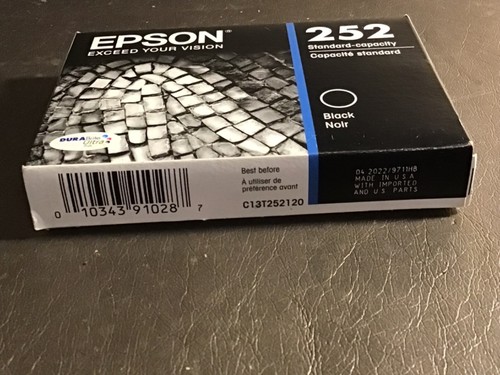 EPSON®
EXCEED YOUR VISION
252
Standard-capacity
Capacité standard
Black
Noir
DURABrite
Ultra
Best before
À utiliser de
préférence avant
C13T252120
04 2022/9711H8
MADE IN U.S.A
WITH IMPORTED
AND U.S. PARTS
0 10343 91028 7